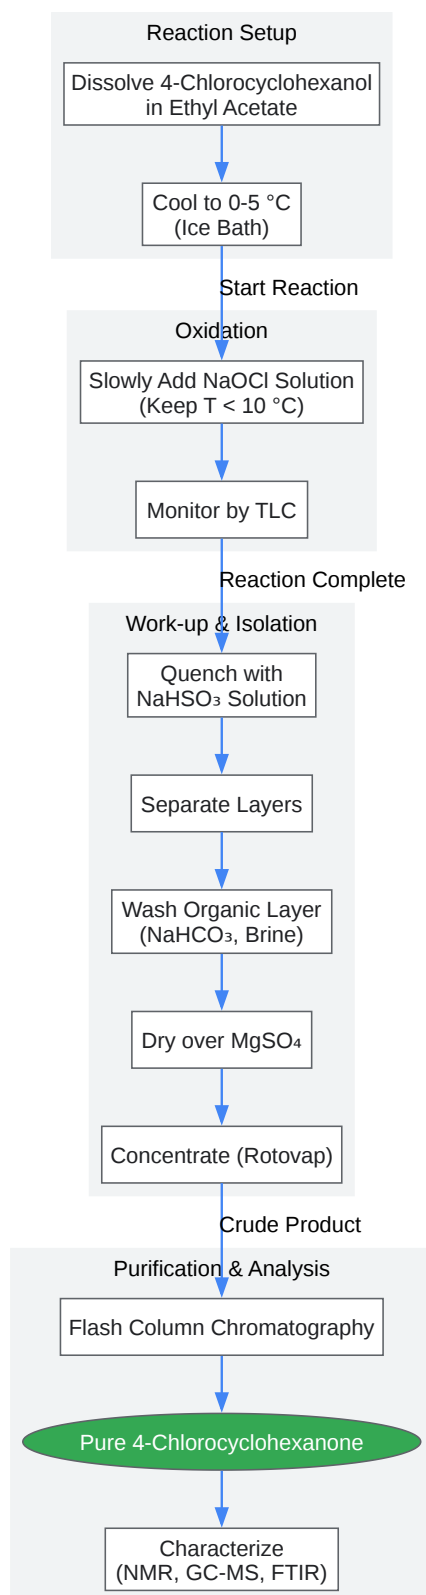 Reaction Setup
Dissolve 4-Chlorocyclohexanol
in Ethyl Acetate
Cool to 0-5 °C
(Ice Bath)
Start Reaction
Oxidation
Slowly Add NaOCl Solution
(Keep T < 10 °C)
Monitor by TLC
Reaction Complete
Work-up & Isolation
Quench with
NaHSO₃ Solution
Separate Layers
Wash Organic Layer
(NaHCO₃, Brine)
Dry over MgSO₄
Concentrate (Rotovap)
Crude Product
Purification & Analysis
Flash Column Chromatography
Pure 4-Chlorocyclohexanone
Characterize
(NMR, GC-MS, FTIR)